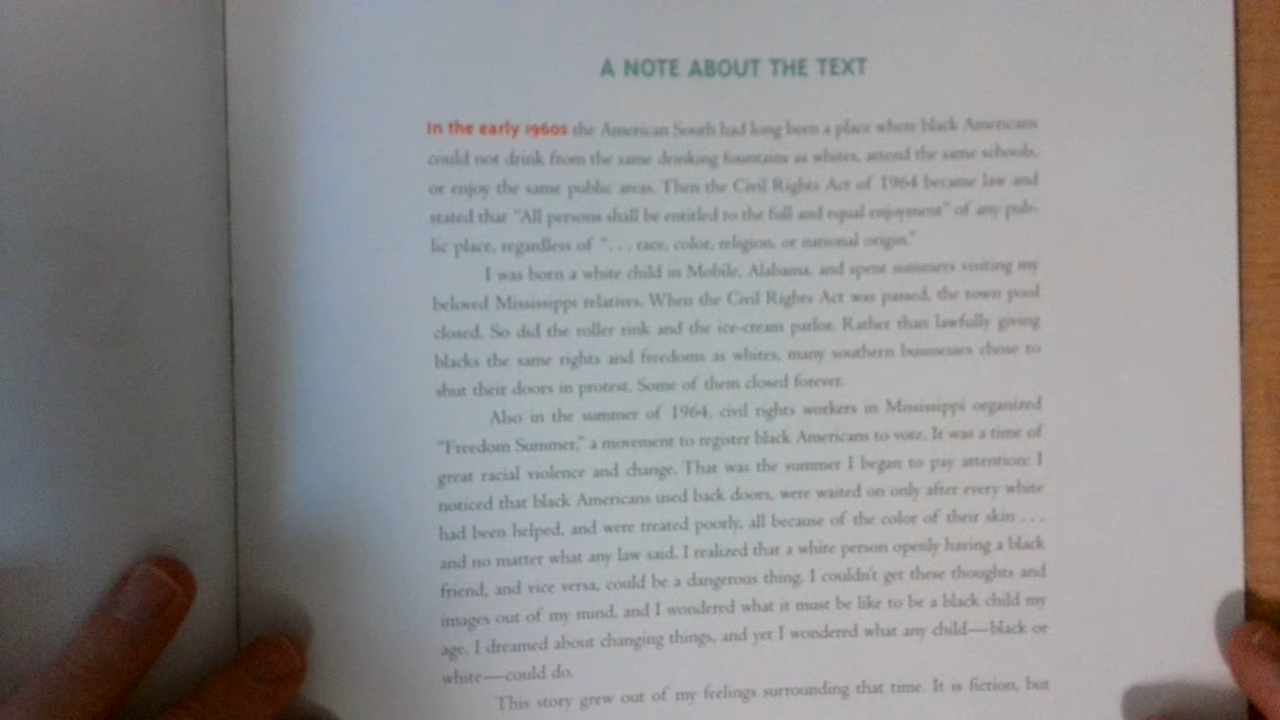 A NOTE ABOUT THE TEXT
In the early 1960s the American South had long been a place where black Americans
could not drink from the same drinking fountains as whites, attend the same schools,
or enjoy the same public areas. Then the Civil Rights Act of 1964 became law and
stated that "All persons shall be entitled to the full and equal enjoyment" of any pub-
lic place, regardless of ". . . race, color, religion, or national origin."
I was born a white child in Mobile, Alabama, and spent summers visiting my
beloved Mississippi relatives. When the Civil Rights Act was passed, the town pool
closed. So did the roller rink and the ice-cream parlor. Rather than lawfully giving
blacks the same rights and freedoms as whites, many southern businesses chose to
shut their doors in protest. Some of them closed forever.
Also in the summer of 1964, civil rights workers in Mississippi organized
"Freedom Summer," a movement to register black Americans to vote. It was a time of
great racial violence and change. That was the summer I began to pay attention: I
noticed that black Americans used back doors, were waited on only after every white
had been helped, and were treated poorly, all because of the color of their skin . . .
and no matter what any law said. I realized that a white person openly having a black
friend, and vice versa, could be a dangerous thing. I couldn't get these thoughts and
images out of my mind, and I wondered what it must be like to be a black child my
age. I dreamed about changing things, and yet I wondered what any child—black or
white—could do.
This story grew out of my feelings surrounding that time. It is fiction, but